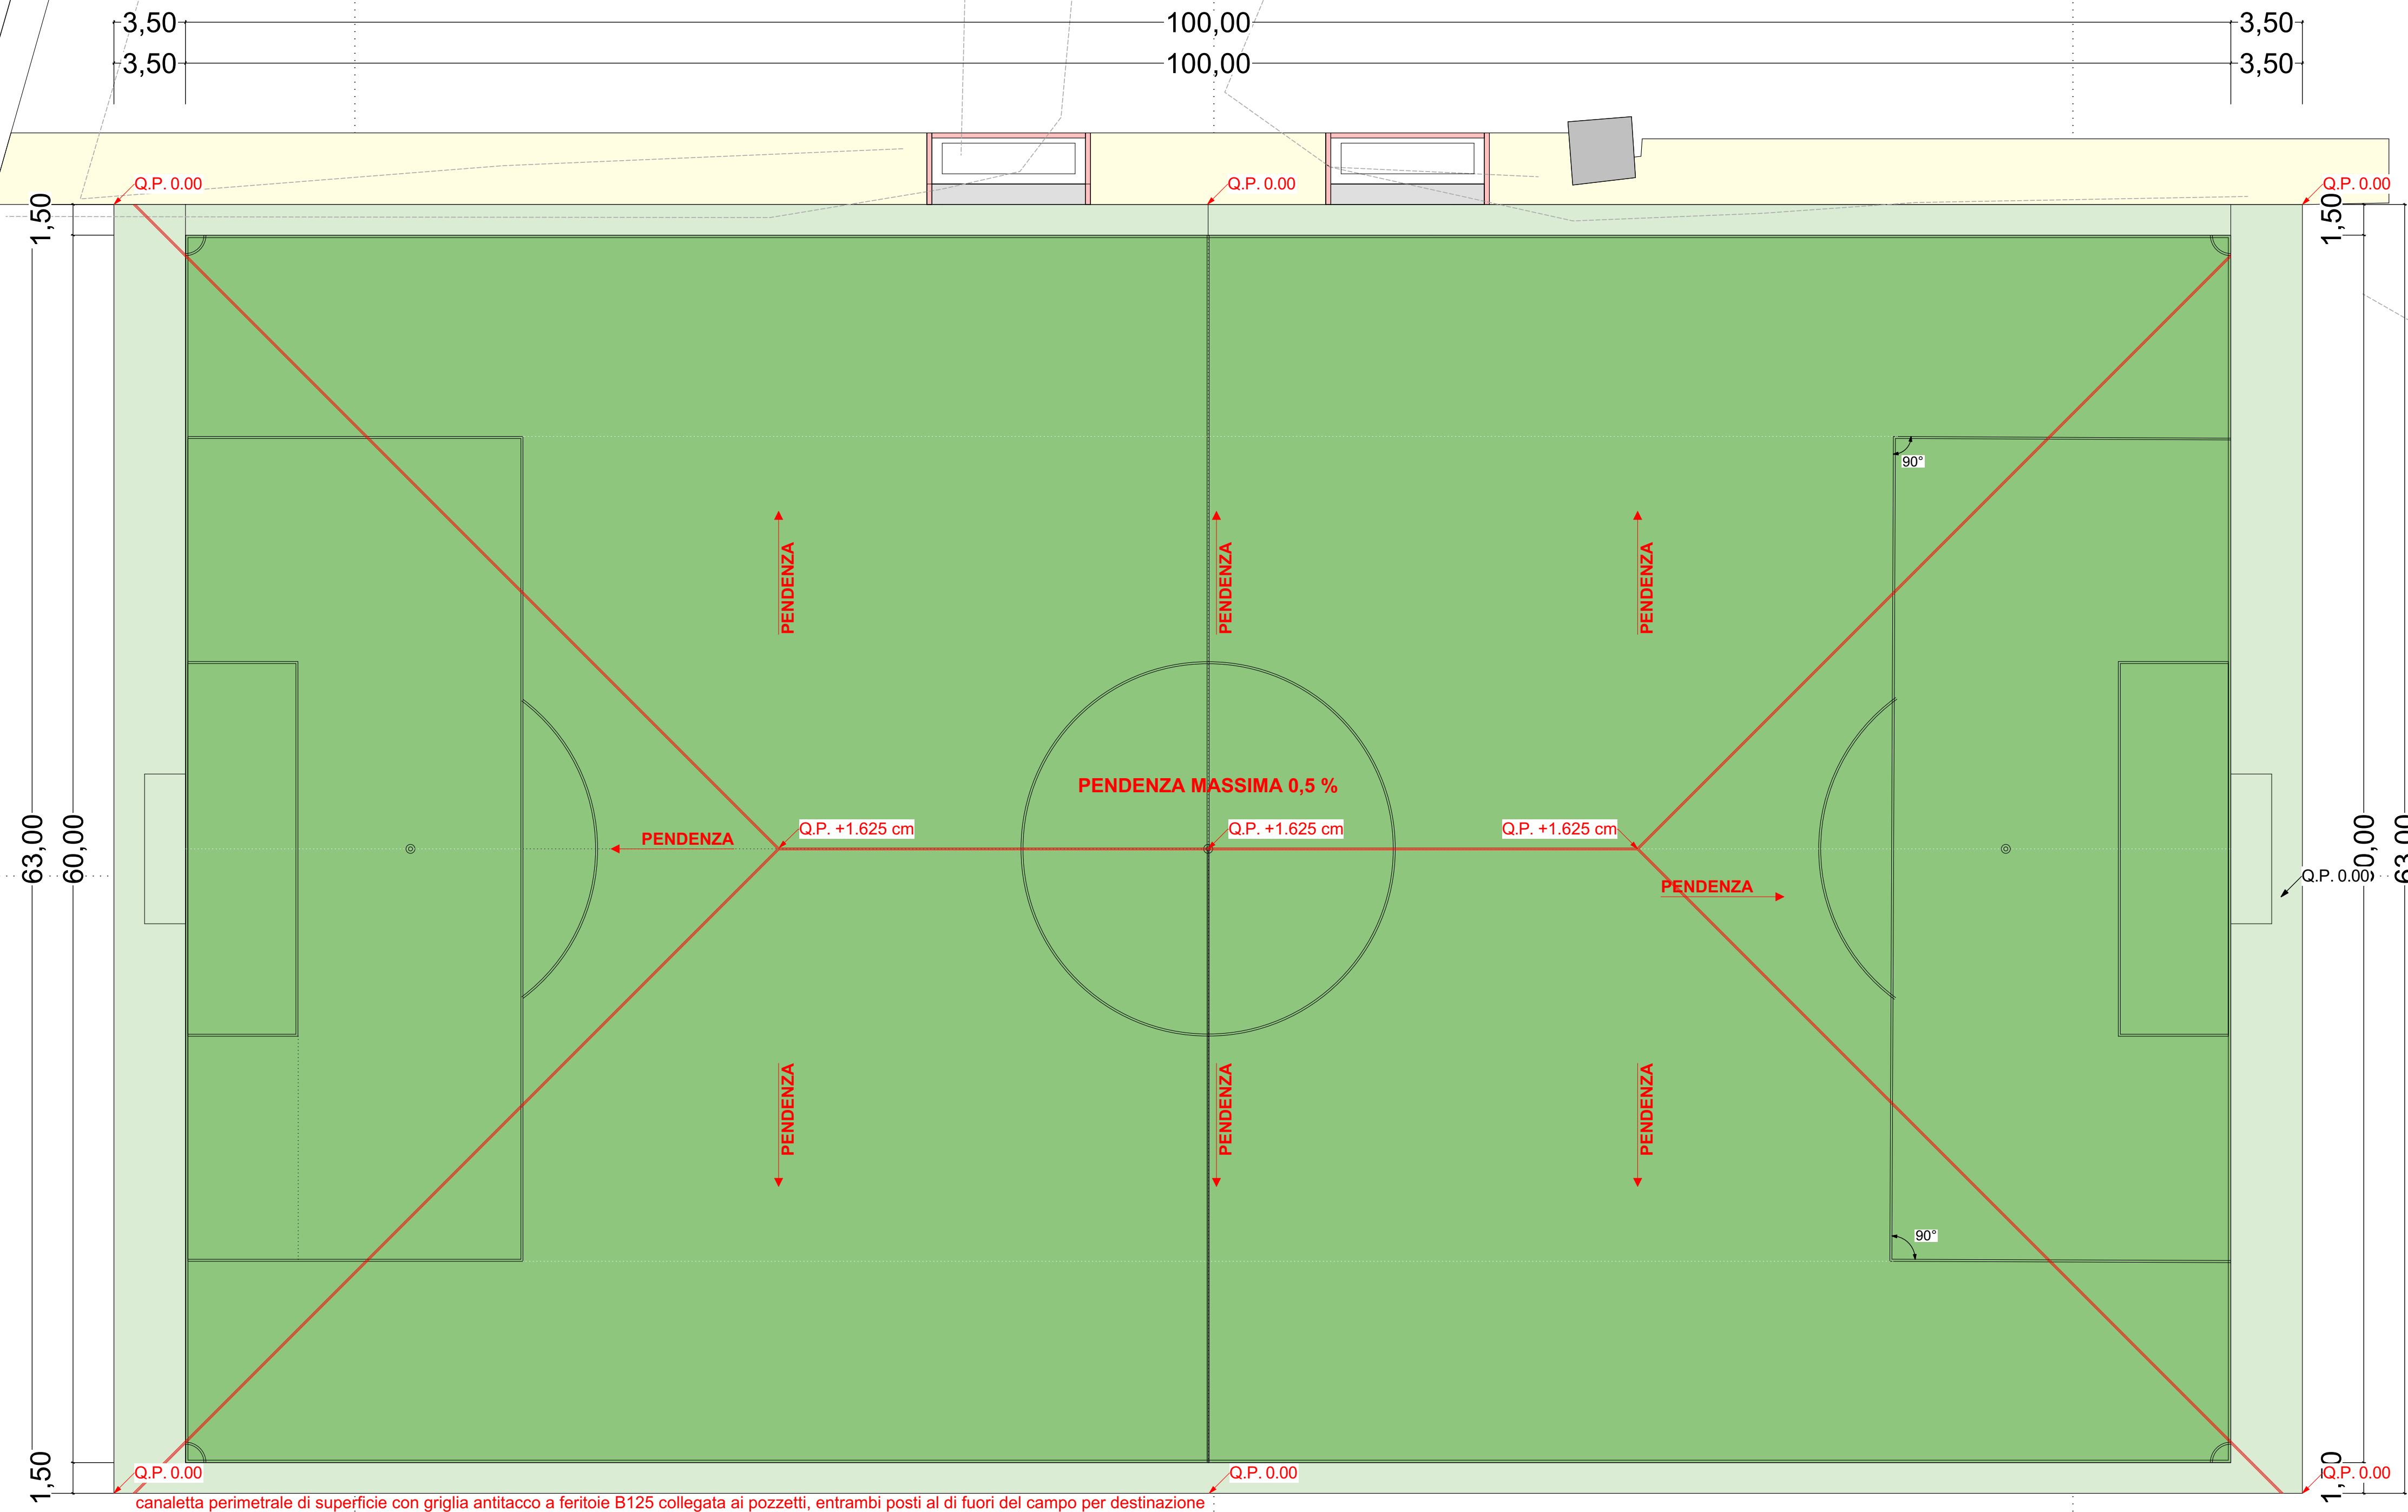 3,50 100,00 3,50
3,50 100,00 3,50
Q.P. 0.00 Q.P. 0.00 Q.P. 0.00
1,50 1,50
90°
PENDENZA PENDENZA PENDENZA
PENDENZA MASSIMA 0,5 %
Q.P. +1.625 cm Q.P. +1.625 cm Q.P. +1.625 cm
PENDENZA
63,00 60,00
63,00
Q.P. 0.00
PENDENZA
PENDENZA PENDENZA PENDENZA
90°
1,50
Q.P. 0.00 Q.P. 0.00 Q.P. 0.00
canaletta perimetrale di superficie con griglia antitacco a feritoie B125 collegata ai pozzetti, entrambi posti al di fuori del campo per destinazione